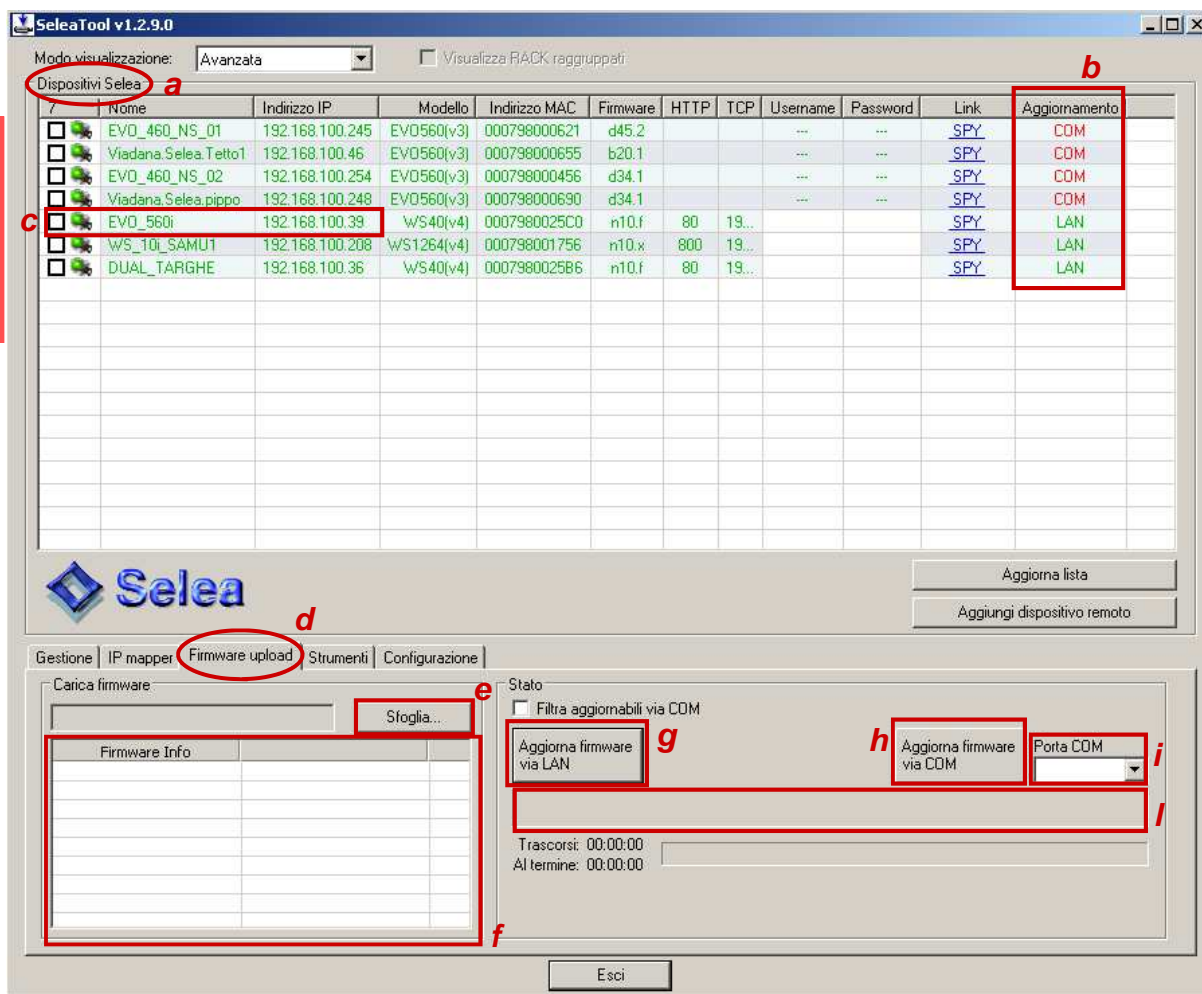 SeleaTool v1.2.9.0
Modo visualizzazione: Avanzata Visualizza RACK raggruppati
b
Dispositivi Selea a
7 Nome Indirizzo IP Modello Indirizzo MAC Firmware HTTP TCP Username Password Link Aggiornamento
EVO_460_NS_01 192.168.100.245 EVO560(v3) 000798000621 d45.2 --- --- SPY COM
Viadana.Selea.Tetto1 192.168.100.46 EVO560(v3) 000798000655 b20.1 --- --- SPY COM
EVO_460_NS_02 192.168.100.254 EVO560(v3) 000798000456 d34.1 --- --- SPY COM
Viadana.Selea.pippo 192.168.100.248 EVO560(v3) 000798000690 d34.1 --- --- SPY COM
c EVO_560i 192.168.100.39 WS40(v4) 0007980025C0 n10.f 80 19... SPY LAN
WS_10i_SAMU1 192.168.100.208 WS1264(v4) 000798001756 n10.x 800 19... SPY LAN
DUAL_TARGHE 192.168.100.36 WS40(v4) 0007980025B6 n10.f 80 19... SPY LAN
Selea
Aggiorna lista
Aggiungi dispositivo remoto
d
Gestione IP mapper Firmware upload Strumenti Configurazione
Carica firmware
Sfoglia...
e
Firmware Info
f
Stato
Filtra aggiornabili via COM
Aggiorna firmware
via LAN
g
h
Aggiorna firmware
via COM
Porta COM
i
l
Trascorsi: 00:00:00
Al termine: 00:00:00
Esci